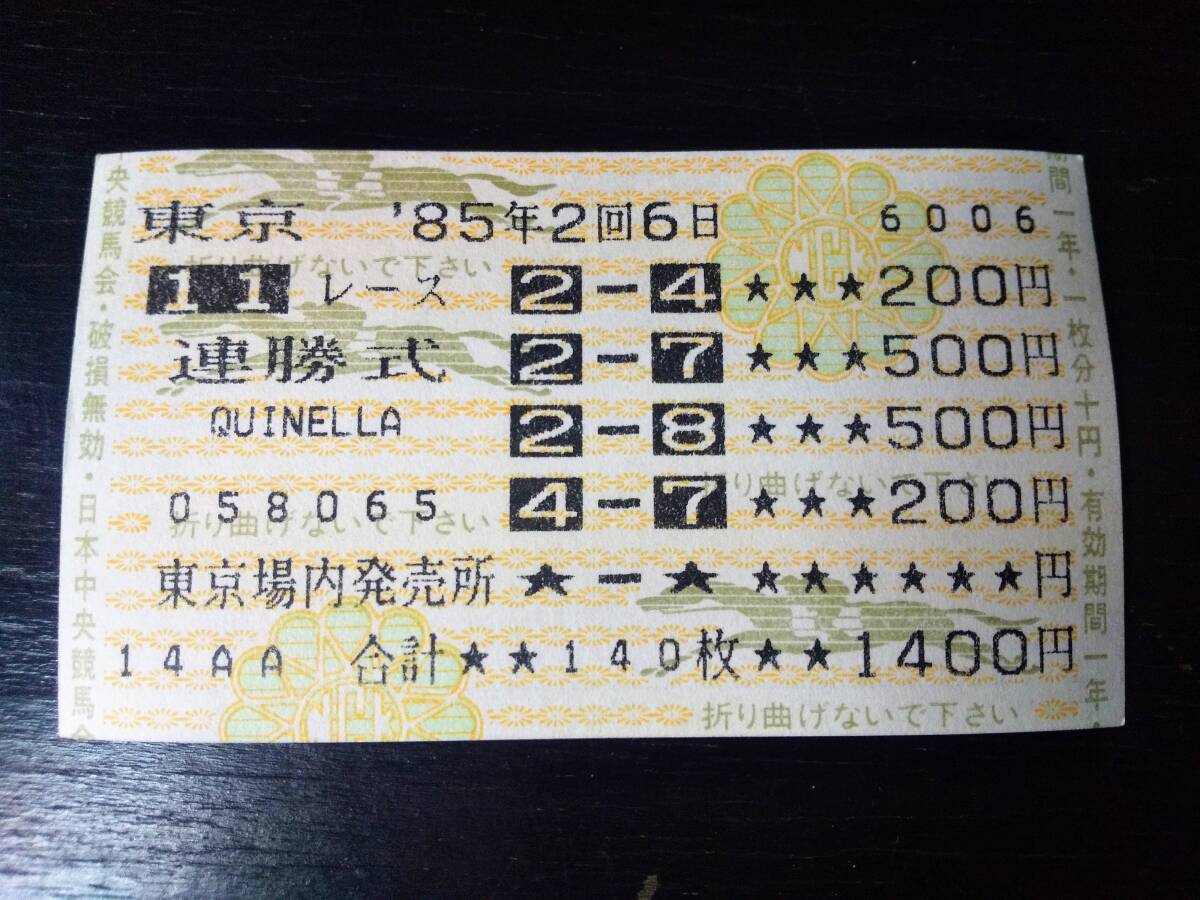 東京 '85年2回6日 6006
折り曲げないで下さい
11レース 2-4 ★★★200円
連勝式 2-7 ★★★500円
QUINELLA 2-8 ★★★500円
058065 4-7 ★★★200円
折り曲げないで下さい
折り曲げないで下さい
東京場内発売所 ★-★ ★★★★★★円
14AA 合計★★140枚★★1400円
折り曲げないで下さい
央競馬会・破損無効・日本中央競馬会
期間一年・一枚分十円・有効期間一年・